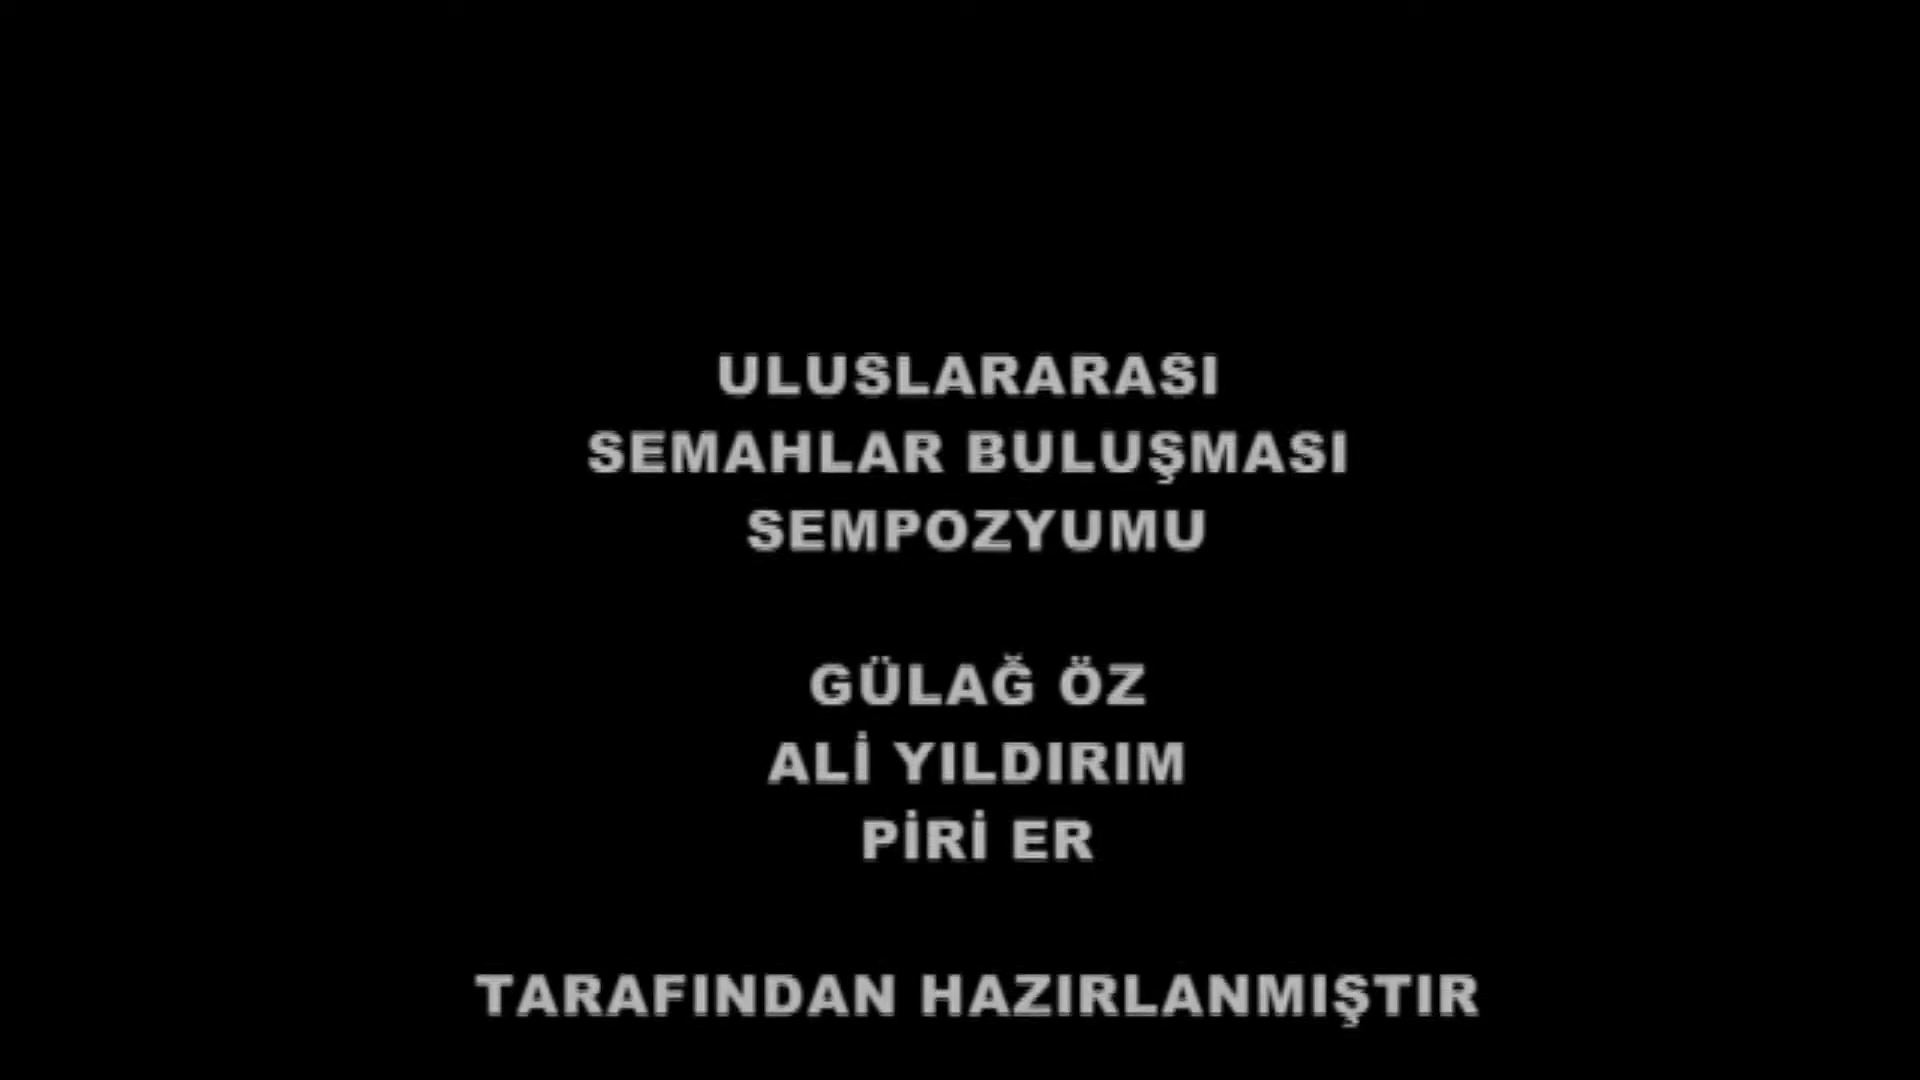 ULUSLARARASI
SEMAHLAR BULUŞMASI
SEMPOZYUMU
GÜLAĞ ÖZ
ALİ YILDIRIM
PİRİ ER
TARAFINDAN HAZIRLANMIŞTIR